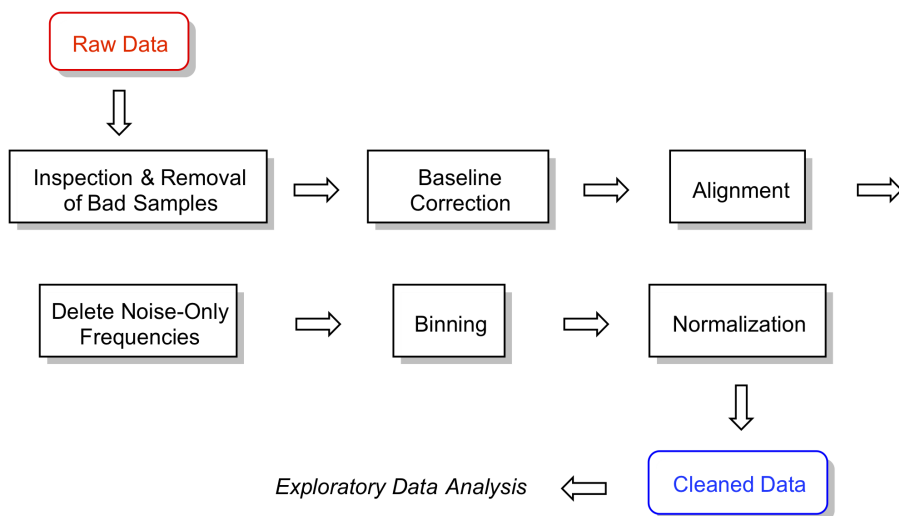 Raw Data
Inspection & Removal
of Bad Samples
Baseline
Correction
Alignment
Delete Noise-Only
Frequencies
Binning
Normalization
Cleaned Data
Exploratory Data Analysis